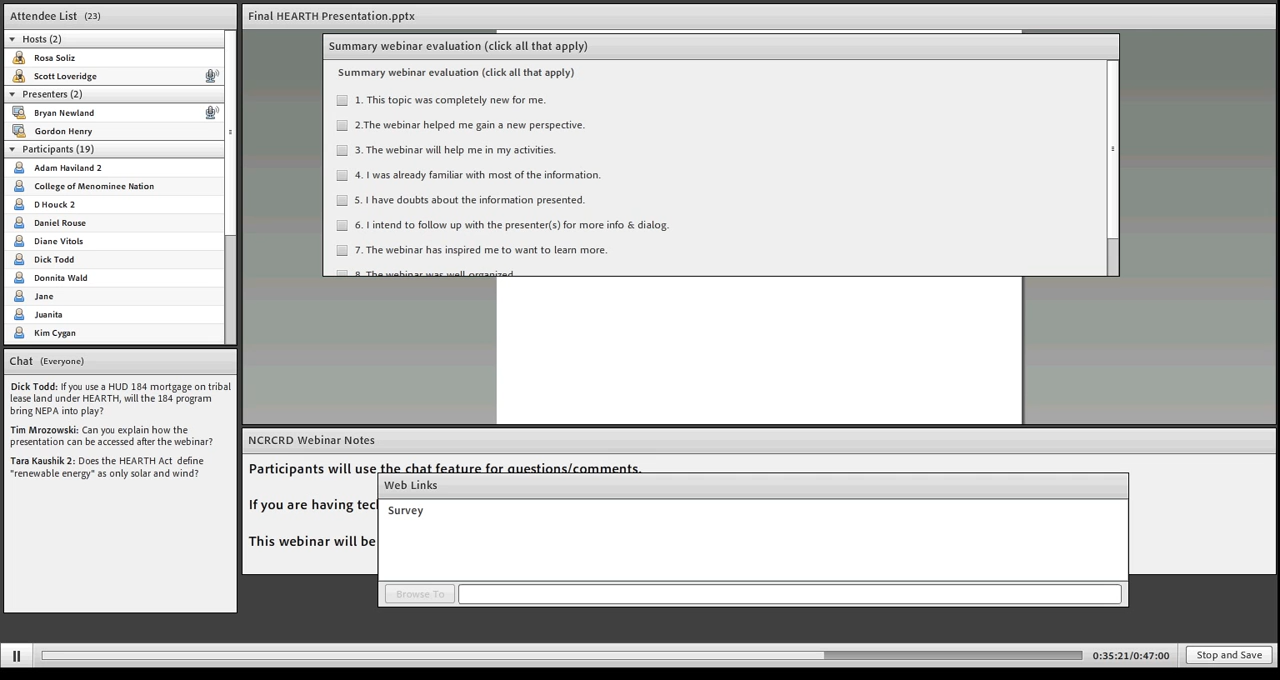 Attendee List (23)
Hosts (2)
Rosa Soliz
Scott Loveridge
Presenters (2)
Bryan Newland
Gordon Henry
Participants (19)
Adam Haviland 2
College of Menominee Nation
D Houck 2
Daniel Rouse
Diane Vitols
Dick Todd
Donnita Wald
Jane
Juanita
Kim Cygan
Chat (Everyone)
Dick Todd: If you use a HUD 184 mortgage on tribal
lease land under HEARTH, will the 184 program
bring NEPA into play?
Tim Mrozowski: Can you explain how the
presentation can be accessed after the webinar?
Tara Kaushik 2: Does the HEARTH Act define
"renewable energy" as only solar and wind?
Final HEARTH Presentation.pptx
Summary webinar evaluation (click all that apply)
Summary webinar evaluation (click all that apply)
1. This topic was completely new for me.
2.The webinar helped me gain a new perspective.
3. The webinar will help me in my activities.
4. I was already familiar with most of the information.
5. I have doubts about the information presented.
6. I intend to follow up with the presenter(s) for more info & dialog.
7. The webinar has inspired me to want to learn more.
8. The webinar was well organized
NCRCRD Webinar Notes
Participants will use the chat feature for questions/comments.
If you are having tec
This webinar will be
Web Links
Survey
Browse To
0:35:21/0:47:00
Stop and Save